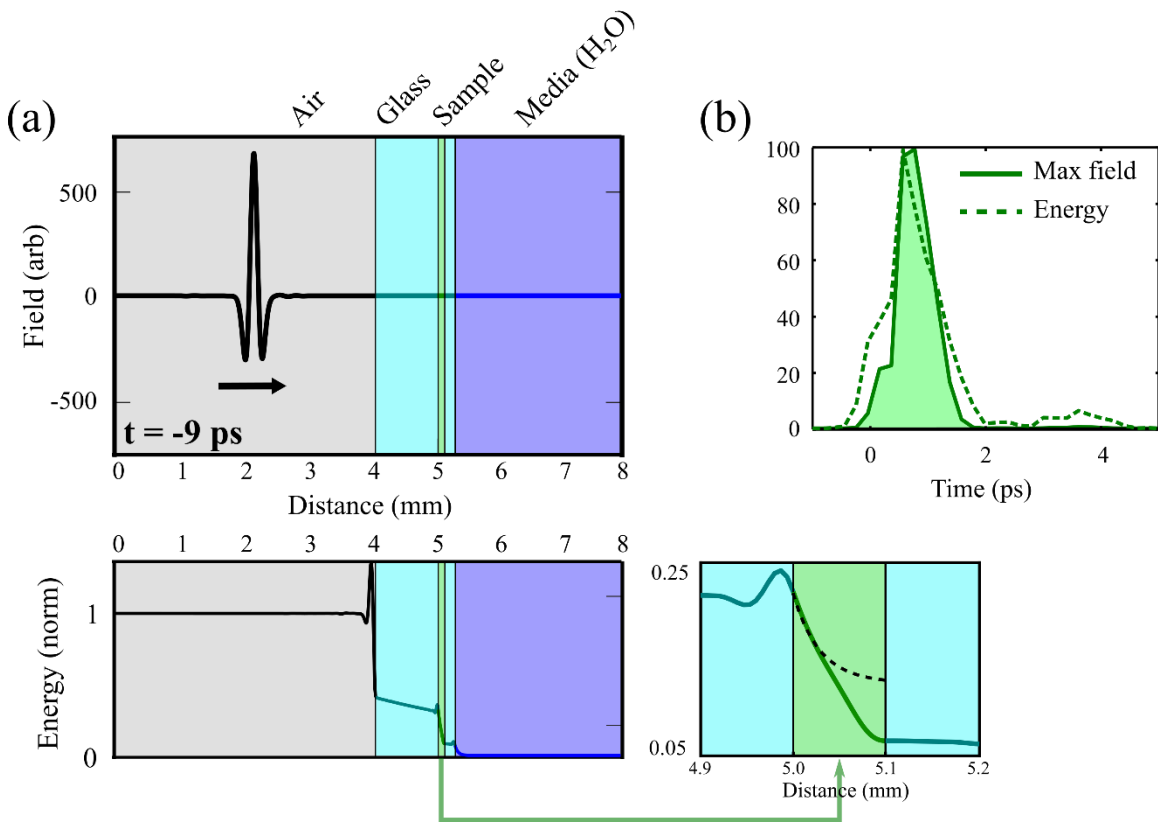 (a)
Air
Glass
Sample
Media (H₂O)
Field (arb)
500
0
-500
t = -9 ps
0 1 2 3 4 5 6 7 8
Distance (mm)
0 1 2 3 4 5 6 7 8
Energy (norm)
1
0
(b)
100
80
60
40
20
0
Max field
Energy
0 2 4
Time (ps)
0.25
0.05
4.9 5.0 5.1 5.2
Distance (mm)